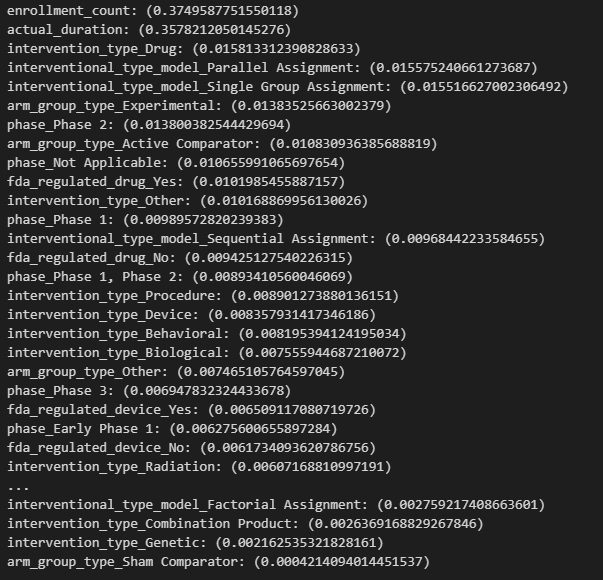 enrollment_count: (0.3749587751550118)
actual_duration: (0.3578212050145276)
intervention_type_Drug: (0.015813312390828633)
interventional_type_model_Parallel Assignment: (0.015575240661273687)
interventional_type_model_Single Group Assignment: (0.015516627002306492)
arm_group_type_Experimental: (0.01383525663002379)
phase_Phase 2: (0.013800382544429694)
arm_group_type_Active Comparator: (0.010830936385688819)
phase_Not Applicable: (0.010655991065697654)
fda_regulated_drug_Yes: (0.0101985455887157)
intervention_type_Other: (0.010168869956130026)
phase_Phase 1: (0.00989572820239383)
interventional_type_model_Sequential Assignment: (0.00968442233584655)
fda_regulated_drug_No: (0.009425127540226315)
phase_Phase 1, Phase 2: (0.00893410560046069)
intervention_type_Procedure: (0.008901273880136151)
intervention_type_Device: (0.008357931417346186)
intervention_type_Behavioral: (0.008195394124195034)
intervention_type_Biological: (0.007555944687210072)
arm_group_type_Other: (0.007465105764597045)
phase_Phase 3: (0.006947832324433678)
fda_regulated_device_Yes: (0.006509117080719726)
phase_Early Phase 1: (0.006275600655897284)
fda_regulated_device_No: (0.0061734093620786756)
intervention_type_Radiation: (0.00607168810997191)
...
interventional_type_model_Factorial Assignment: (0.002759217408663601)
intervention_type_Combination Product: (0.0026369168829267846)
intervention_type_Genetic: (0.002162535321828161)
arm_group_type_Sham Comparator: (0.0004214094014451537)